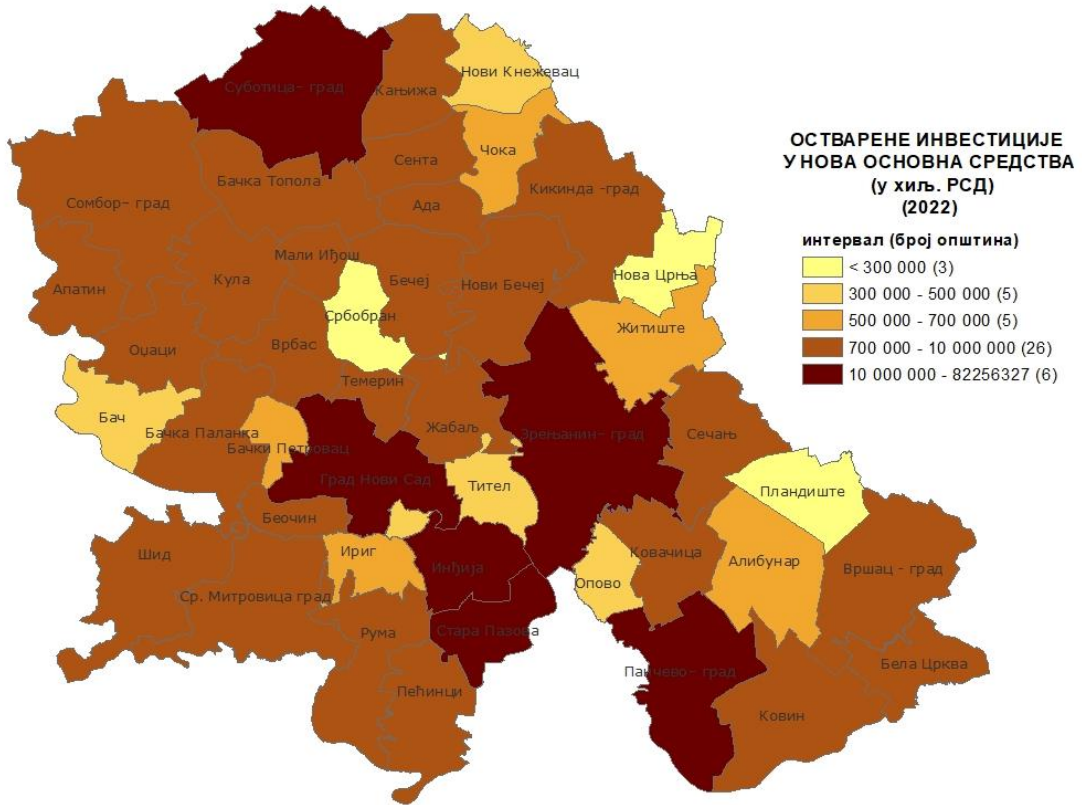 Нови Кнежевац
Суботица- град
Кањижа
Чока
Сента
Бачка Топола
Кикинда -град
Сомбор- град
Ада
Мали Иђош
Нова Црња
Кула
Бечеј
Нови Бечеј
Апатин
Србобран
Житиште
Врбас
Оџаци
Темерин
Бач
Бачка Паланка
Жабаљ
Зрењанин- град
Сечањ
Бачки Петровац
Град Нови Сад
Тител
Пландиште
Беочин
Шид
Ириг
Ковачица
Алибунар
Инђија
Вршац - град
Опово
Ср. Митровица град
Рума
Стара Пазова
Бела Црква
Панчево- град
Пећинци
Ковин
ОСТВАРЕНЕ ИНВЕСТИЦИЈЕ
У НОВА ОСНОВНА СРЕДСТВА
(у хиљ. РСД)
(2022)
интервал (број општина)
< 300 000 (3)
300 000 - 500 000 (5)
500 000 - 700 000 (5)
700 000 - 10 000 000 (26)
10 000 000 - 82256327 (6)